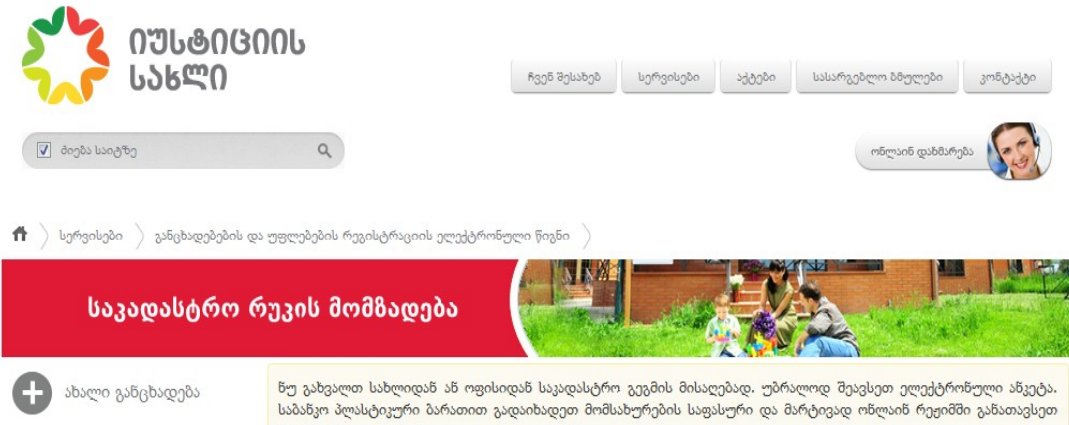 იუსტიციის
სახლი
ჩვენ შესახებ სერვისები აქტები სასარგებლო ბმულები კონტაქტი
ძიება საიტზე
ონლაინ დახმარება
სერვისები განცხადებების და უფლებების რეგისტრაციის ელექტრონული წიგნი
საკადასტრო რუკის მომზადება
ახალი განცხადება
ნუ გახვალთ სახლიდან ან ოფისიდან საკადასტრო გეგმის მისაღებად. უბრალოდ შეავსეთ ელექტრონული ანკეტა.
საბანკო პლასტიკური ბარათით გადაიხადეთ მომსახურების საფასური და მარტივად ონლაინ რეჟიმში განათავსეთ